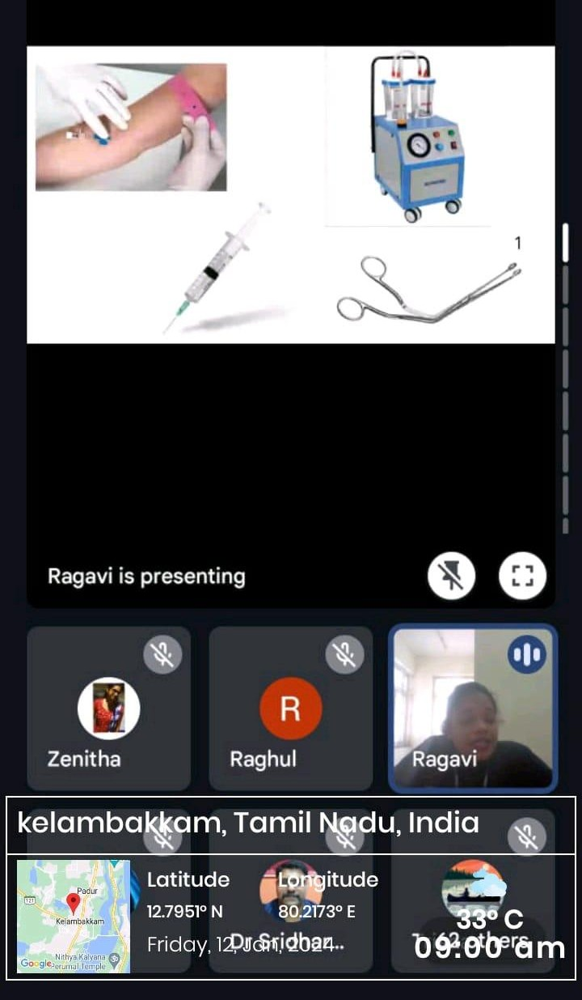 1
Ragavi is presenting
Zenitha
R
Raghul
Ragavi
kelambakkam, Tamil Nadu, India
Latitude
Longitude
12.7951° N
80.2173° E
Friday, 12, Jan, 2024
Dr Sridhar...
33° C
62 others
09:00 am
121
Padur
Kelambakkam
Nithya Kalyana
Perumal Temple
Google